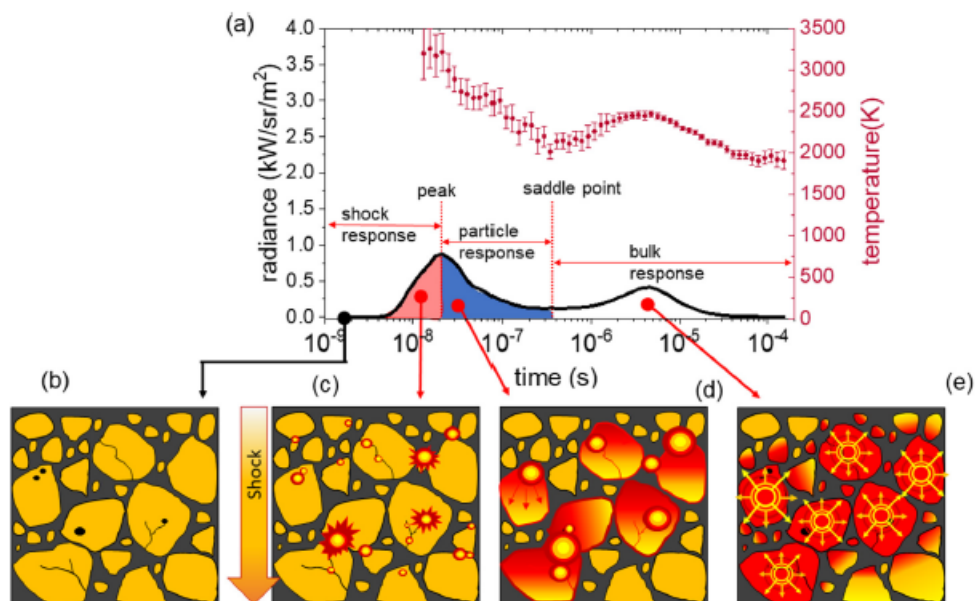 (a)
radiance (kW/sr/m²)
4.0
3.5
3.0
2.5
2.0
1.5
1.0
0.5
0.0
3500
3000
2500
2000
1500
1000
500
0
temperature(K)
peak
saddle point
shock
response
particle
response
bulk
response
10⁻⁹
10⁻⁸
10⁻⁷
10⁻⁶
10⁻⁵
10⁻⁴
time (s)
(b)
(c)
(d)
(e)
Shock